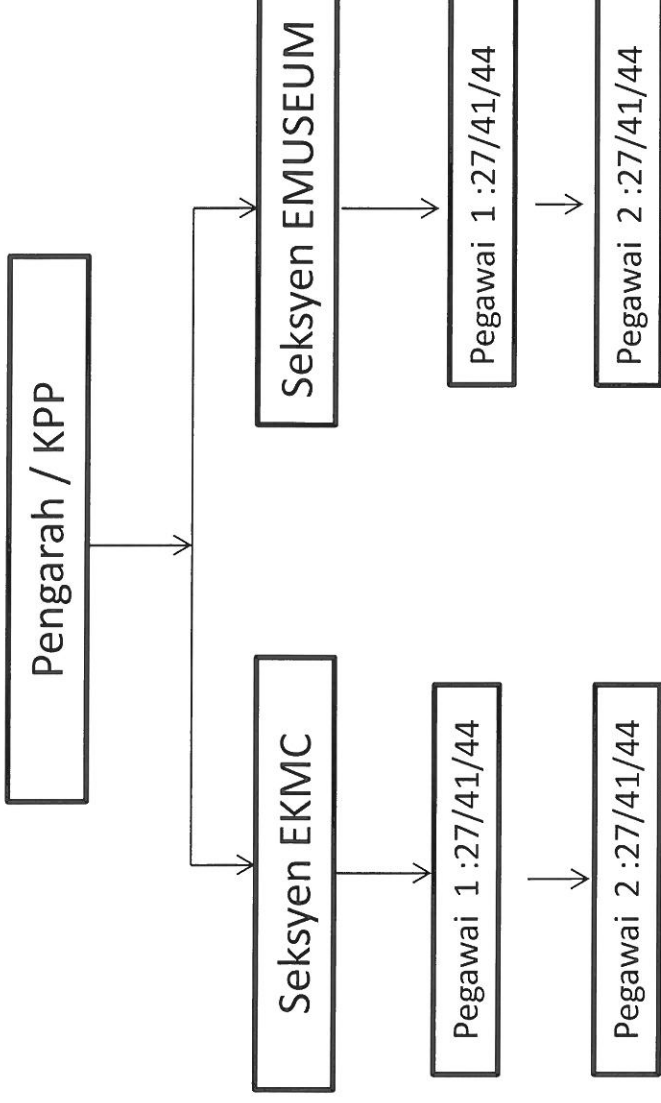 Pengarah / KPP
Seksyen EKMC
Seksyen EMUSEUM
Pegawai 1 :27/41/44
Pegawai 1 :27/41/44
Pegawai 2 :27/41/44
Pegawai 2 :27/41/44